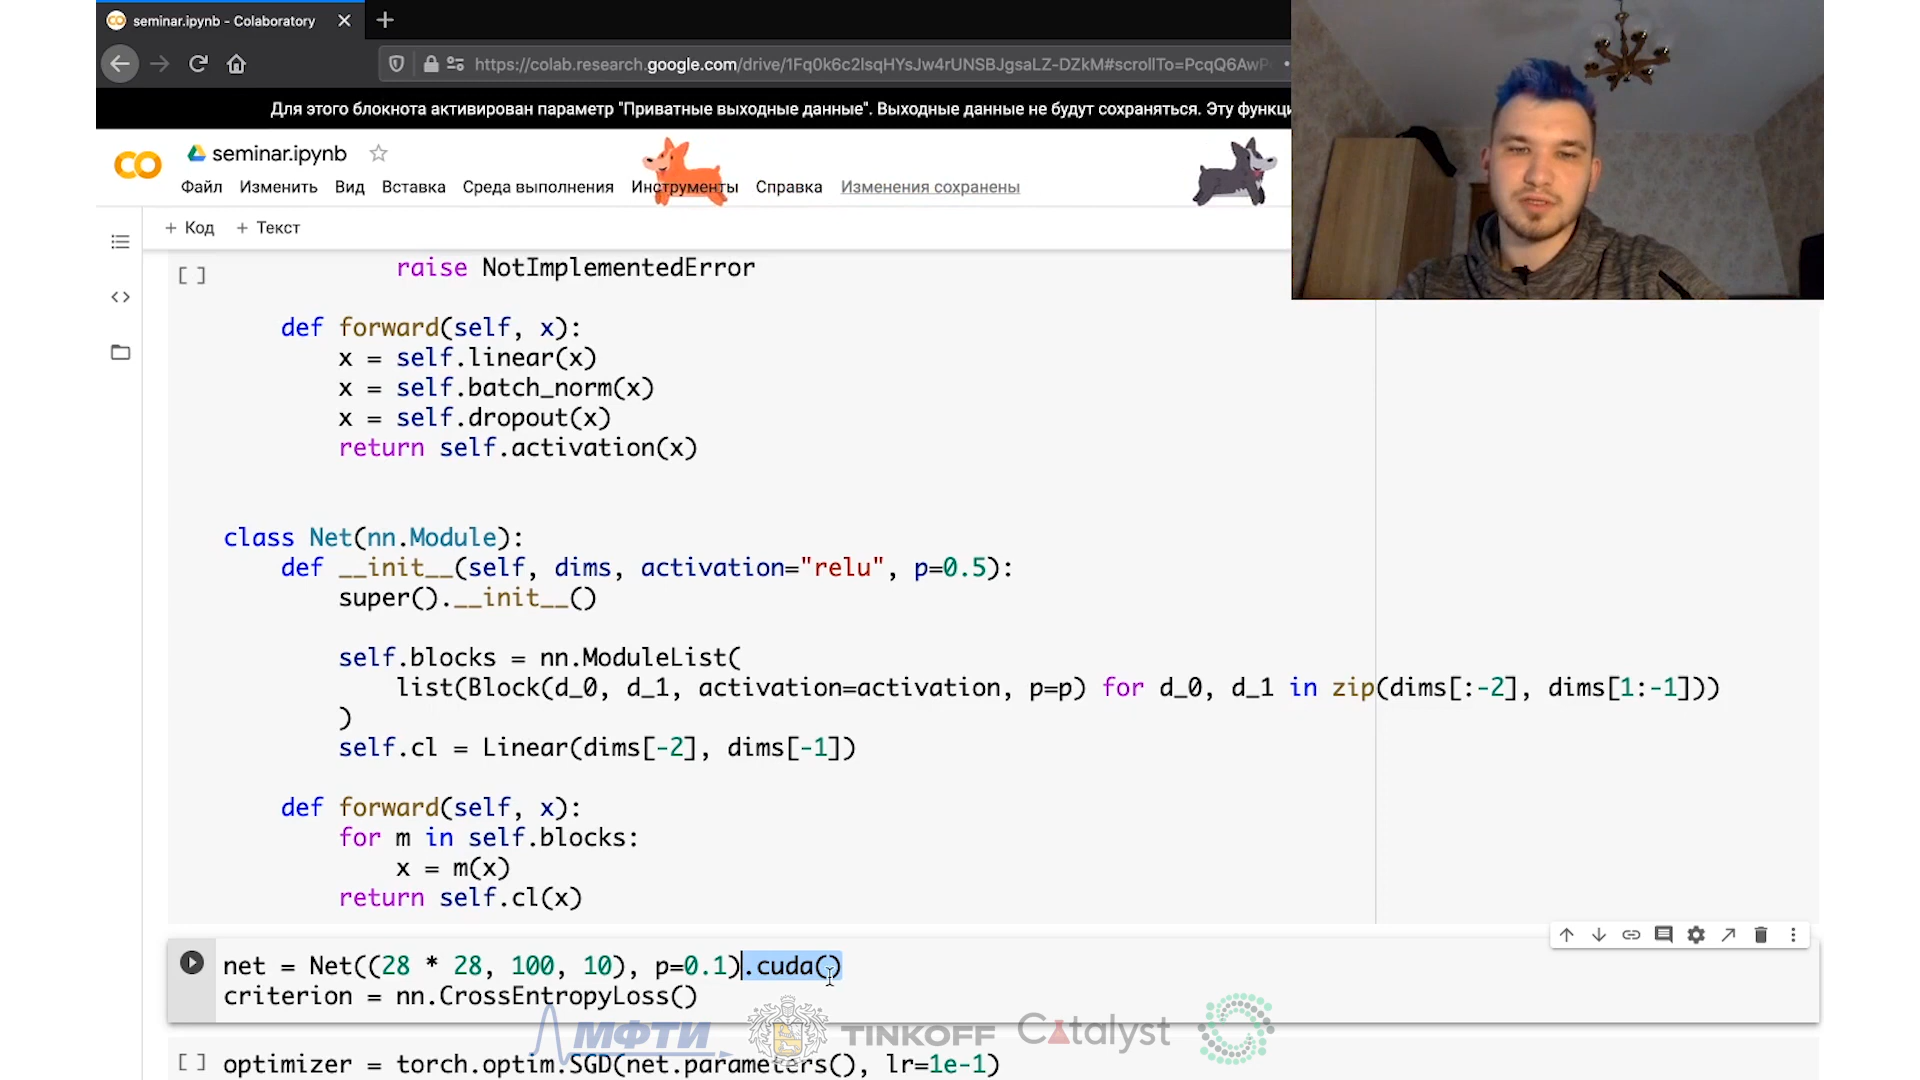 seminar.ipynb - Colaboratory
https://colab.research.google.com/drive/1Fq0k6c2lsqHYsJw4rUNSBJgsaLZ-DZkM#scrollTo=PcqQ6AwP
Для этого блокнота активирован параметр "Приватные выходные данные". Выходные данные не будут сохраняться. Эту функци
CO seminar.ipynb
Файл Изменить Вид Вставка Среда выполнения Инструменты Справка Изменения сохранены
+ Код + Текст
[ ] raise NotImplementedError
def forward(self, x):
x = self.linear(x)
x = self.batch_norm(x)
x = self.dropout(x)
return self.activation(x)
class Net(nn.Module):
def __init__(self, dims, activation="relu", p=0.5):
super().__init__()
self.blocks = nn.ModuleList(
list(Block(d_0, d_1, activation=activation, p=p) for d_0, d_1 in zip(dims[:-2], dims[1:-1]))
)
self.cl = Linear(dims[-2], dims[-1])
def forward(self, x):
for m in self.blocks:
x = m(x)
return self.cl(x)
net = Net((28 * 28, 100, 10), p=0.1).cuda()
criterion = nn.CrossEntropyLoss()
МФТИ TINKOFF Catalyst
[ ] optimizer = torch.optim.SGD(net.parameters(), lr=1e-1)